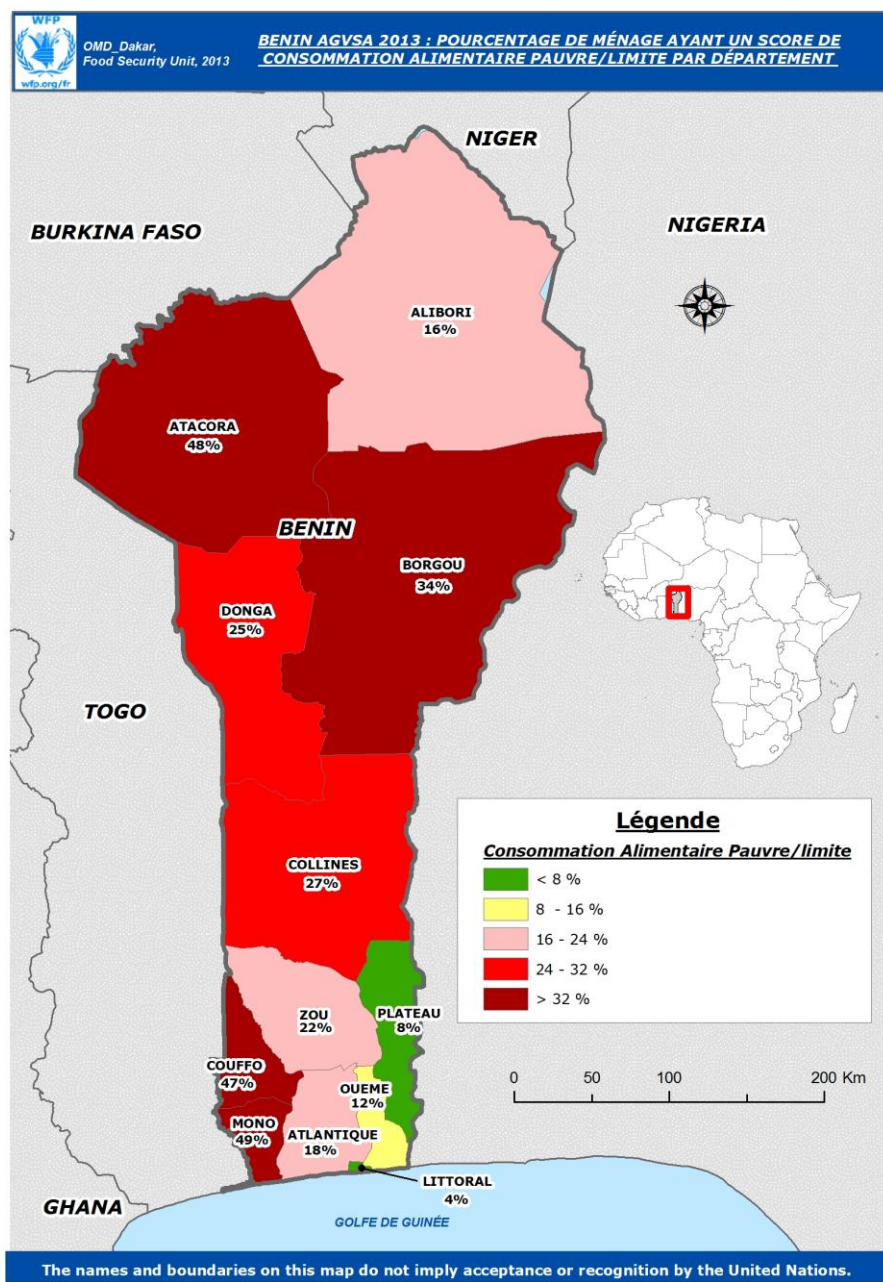 WFP
wfp.org/fr
OMD_Dakar,
Food Security Unit, 2013
BENIN AGVSA 2013 : POURCENTAGE DE MÉNAGE AYANT UN SCORE DE
CONSOMMATION ALIMENTAIRE PAUVRE/LIMITE PAR DÉPARTEMENT
NIGER
BURKINA FASO
NIGERIA
ALIBORI
16%
ATACORA
48%
BENIN
BORGOU
34%
DONGA
25%
TOGO
COLLINES
27%
Légende
Consommation Alimentaire Pauvre/limite
< 8 %
8 - 16 %
16 - 24 %
24 - 32 %
> 32 %
ZOU
22%
PLATEAU
8%
COUFFO
47%
OUEME
12%
MONO
49%
ATLANTIQUE
18%
0 50 100 200 Km
LITTORAL
4%
GHANA
GOLFE DE GUINÉE
The names and boundaries on this map do not imply acceptance or recognition by the United Nations.